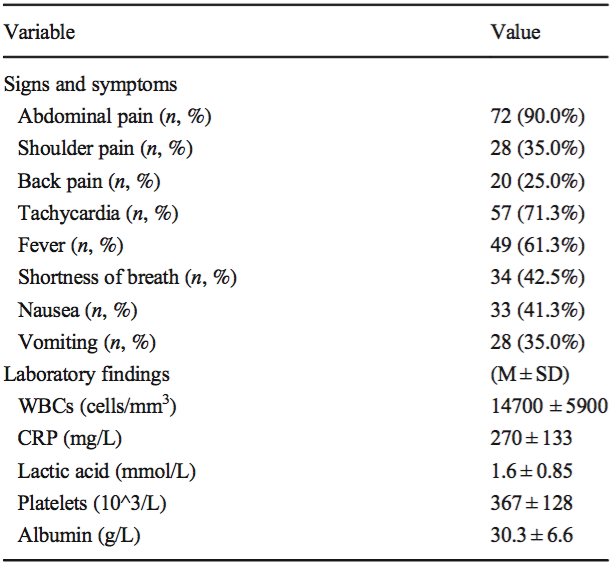 Variable Value
Signs and symptoms
Abdominal pain (n, %) 72 (90.0%)
Shoulder pain (n, %) 28 (35.0%)
Back pain (n, %) 20 (25.0%)
Tachycardia (n, %) 57 (71.3%)
Fever (n, %) 49 (61.3%)
Shortness of breath (n, %) 34 (42.5%)
Nausea (n, %) 33 (41.3%)
Vomiting (n, %) 28 (35.0%)
Laboratory findings (M ± SD)
WBCs (cells/mm³) 14700 ± 5900
CRP (mg/L) 270 ± 133
Lactic acid (mmol/L) 1.6 ± 0.85
Platelets (10^3/L) 367 ± 128
Albumin (g/L) 30.3 ± 6.6